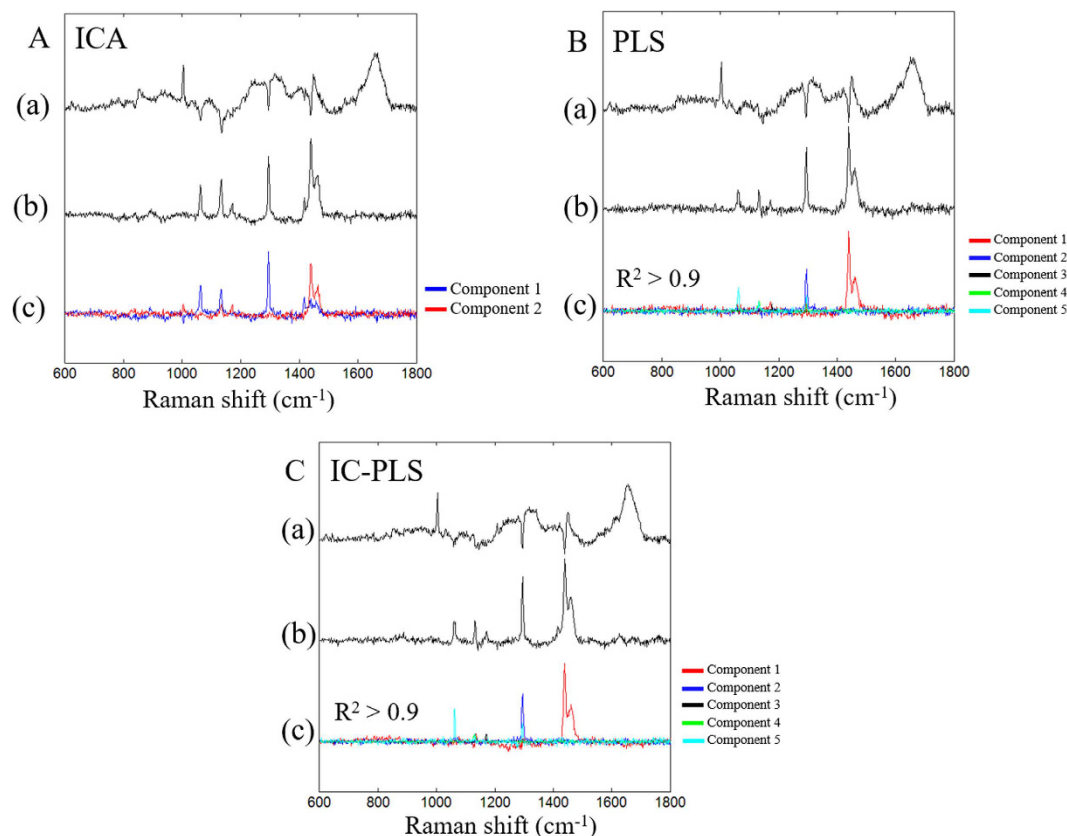 A ICA
(a)
(b)
(c)
Component 1
Component 2
600 800 1000 1200 1400 1600 1800
Raman shift (cm⁻¹)
B PLS
(a)
(b)
R² > 0.9
(c)
Component 1
Component 2
Component 3
Component 4
Component 5
600 800 1000 1200 1400 1600 1800
Raman shift (cm⁻¹)
C IC-PLS
(a)
(b)
R² > 0.9
(c)
Component 1
Component 2
Component 3
Component 4
Component 5
600 800 1000 1200 1400 1600 1800
Raman shift (cm⁻¹)